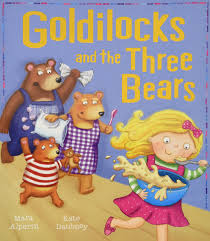 Goldilocks
and the Three
Bears
Mara Alperin
Kate Daubney